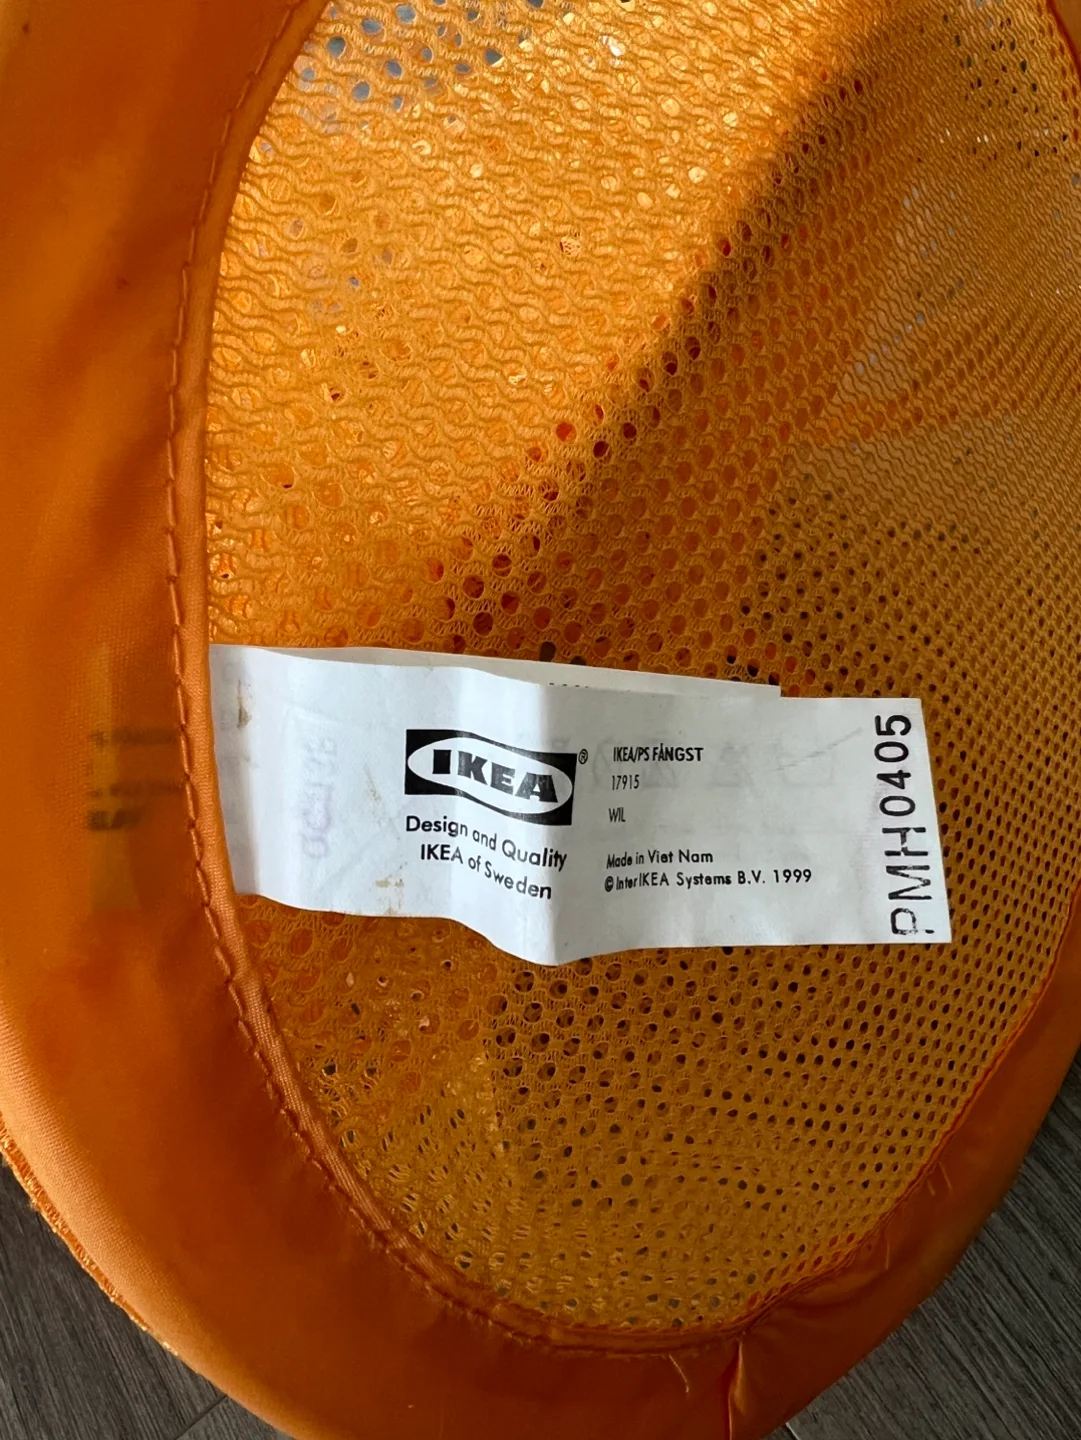 IKEA®
Design and Quality
IKEA of Sweden
IKEA/PS FÅNGST
17915
WIL
Made in Viet Nam
© Inter IKEA Systems B.V. 1999
PMH0405